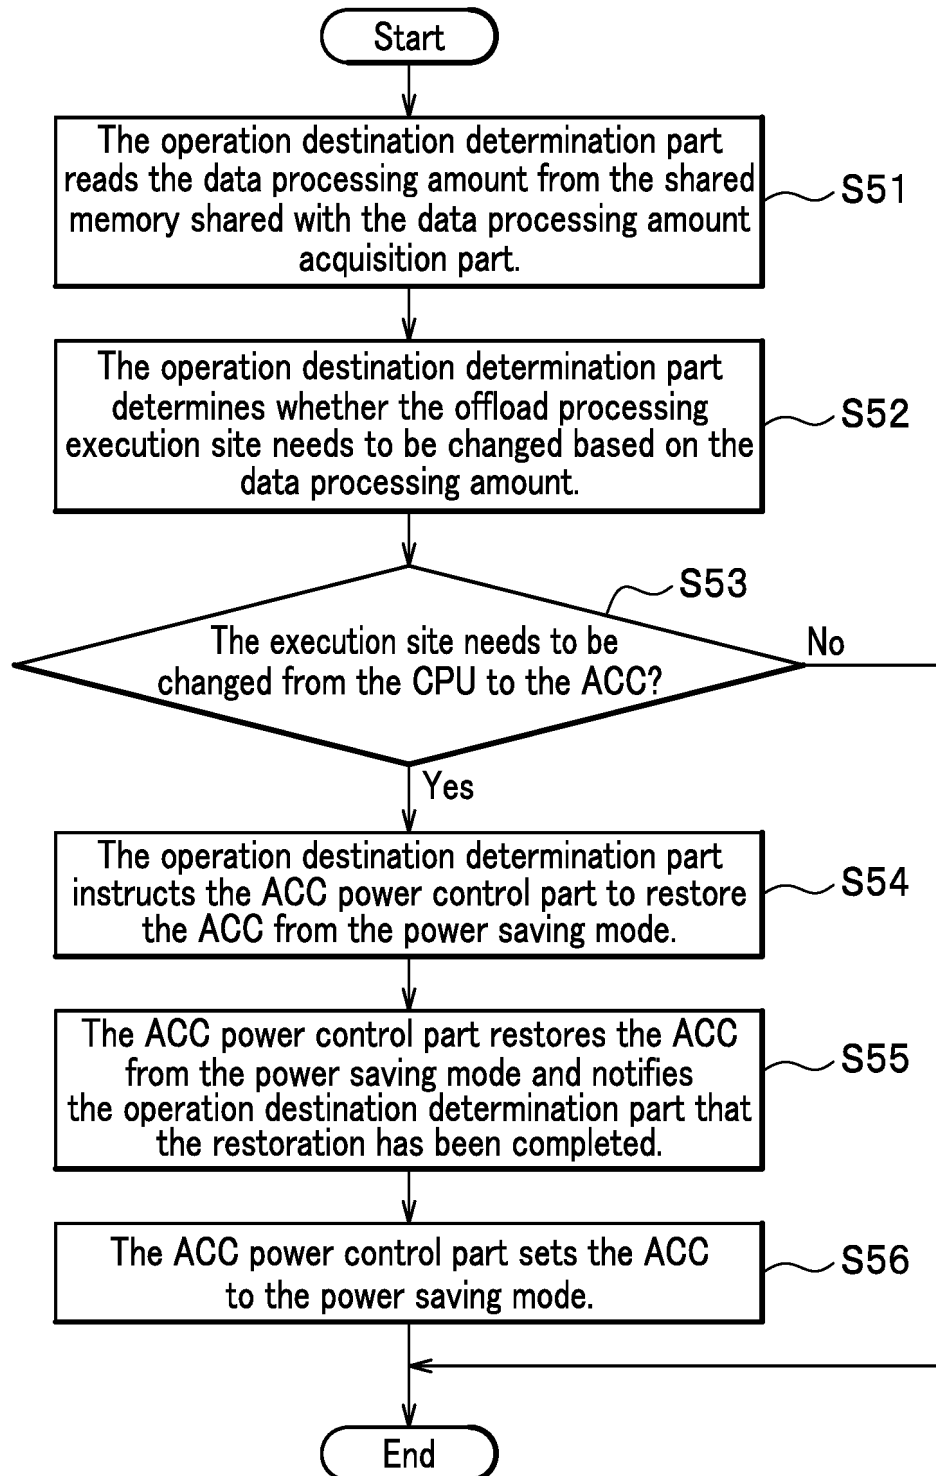 Start
The operation destination determination part
reads the data processing amount from the shared
memory shared with the data processing amount
acquisition part.
S51
The operation destination determination part
determines whether the offload processing
execution site needs to be changed based on the
data processing amount.
S52
S53
The execution site needs to be
changed from the CPU to the ACC?
No
Yes
The operation destination determination part
instructs the ACC power control part to restore
the ACC from the power saving mode.
S54
The ACC power control part restores the ACC
from the power saving mode and notifies
the operation destination determination part that
the restoration has been completed.
S55
The ACC power control part sets the ACC
to the power saving mode.
S56
End